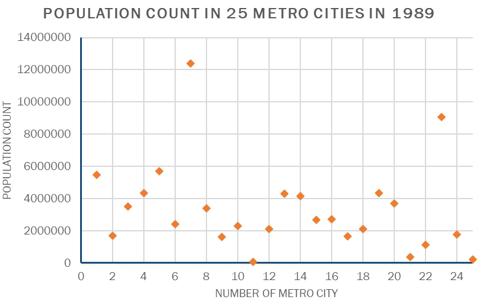 POPULATION COUNT IN 25 METRO CITIES IN 1989
14000000
12000000
10000000
8000000
6000000
4000000
2000000
0
POPULATION COUNT
0 2 4 6 8 10 12 14 16 18 20 22 24
NUMBER OF METRO CITY